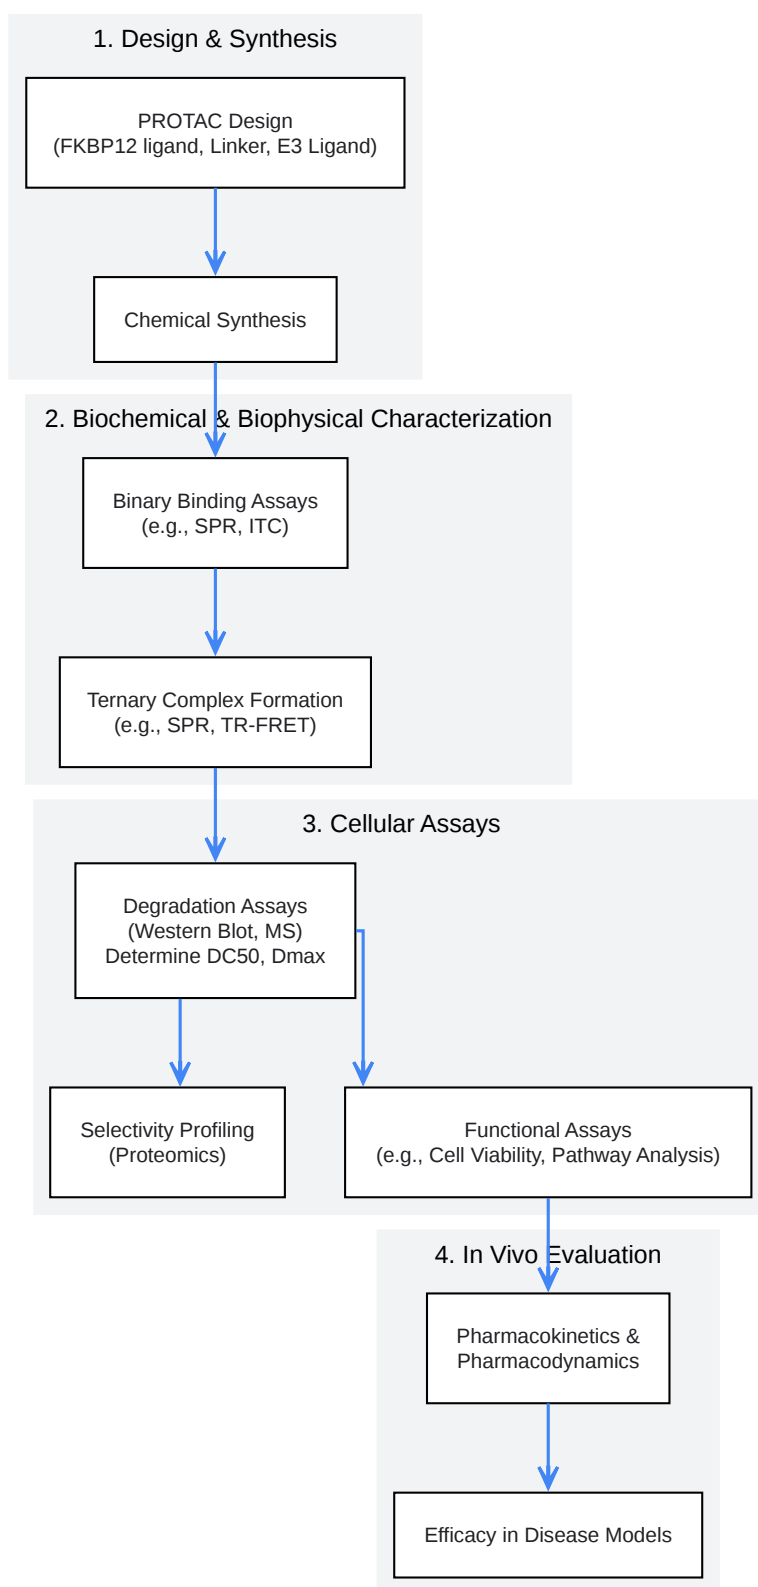 1. Design & Synthesis
PROTAC Design
(FKBP12 ligand, Linker, E3 Ligand)
Chemical Synthesis
2. Biochemical & Biophysical Characterization
Binary Binding Assays
(e.g., SPR, ITC)
Ternary Complex Formation
(e.g., SPR, TR-FRET)
3. Cellular Assays
Degradation Assays
(Western Blot, MS)
Determine DC50, Dmax
Selectivity Profiling
(Proteomics)
Functional Assays
(e.g., Cell Viability, Pathway Analysis)
4. In Vivo Evaluation
Pharmacokinetics &
Pharmacodynamics
Efficacy in Disease Models